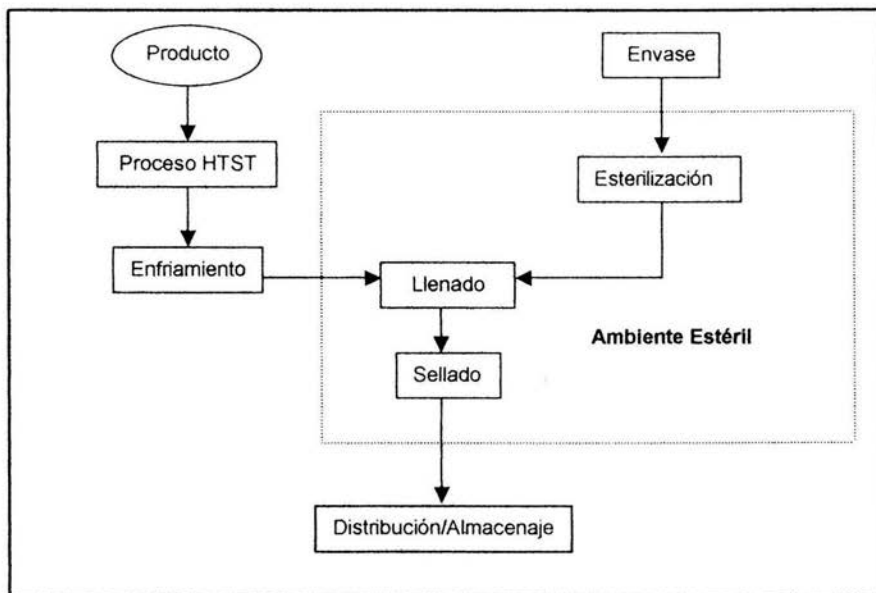 Producto
Envase
Proceso HTST
Esterilización
Enfriamiento
Llenado
Ambiente Estéril
Sellado
Distribución/Almacenaje